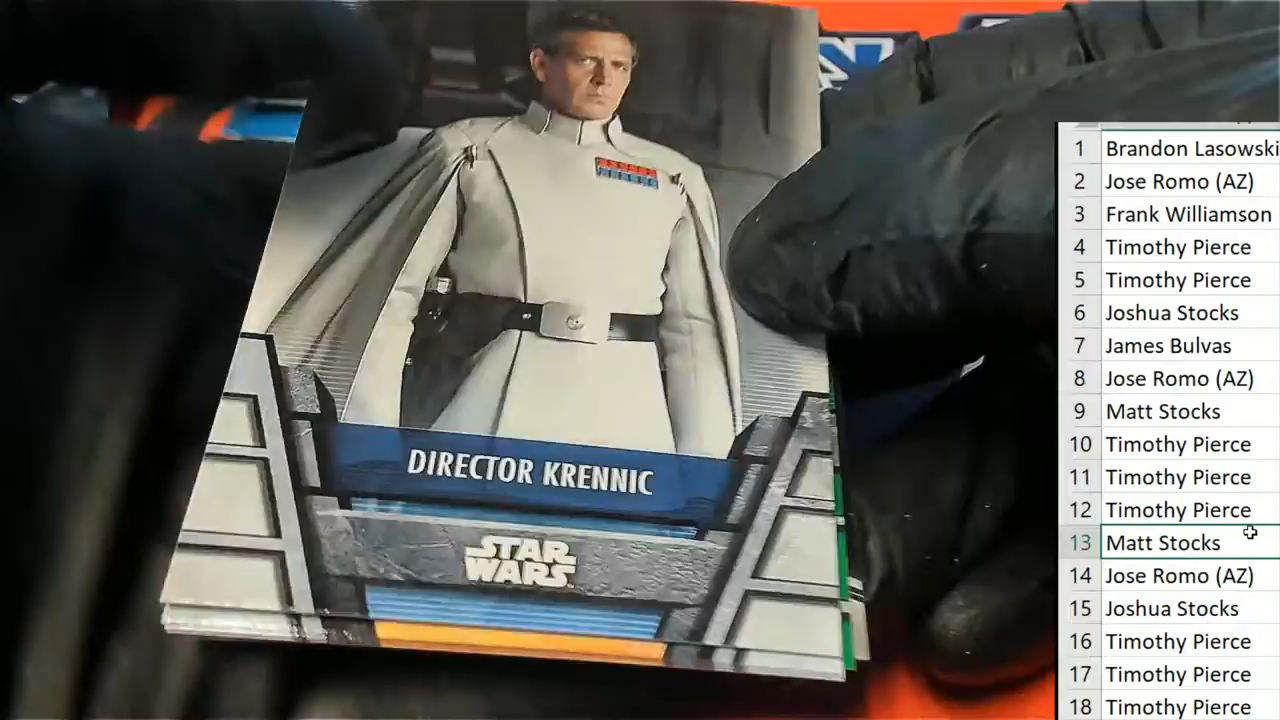 DIRECTOR KRENNIC
STAR
WARS
1 Brandon Lasowski
2 Jose Romo (AZ)
3 Frank Williamson
4 Timothy Pierce
5 Timothy Pierce
6 Joshua Stocks
7 James Bulvas
8 Jose Romo (AZ)
9 Matt Stocks
10 Timothy Pierce
11 Timothy Pierce
12 Timothy Pierce
13 Matt Stocks
14 Jose Romo (AZ)
15 Joshua Stocks
16 Timothy Pierce
17 Timothy Pierce
18 Timothy Pierce